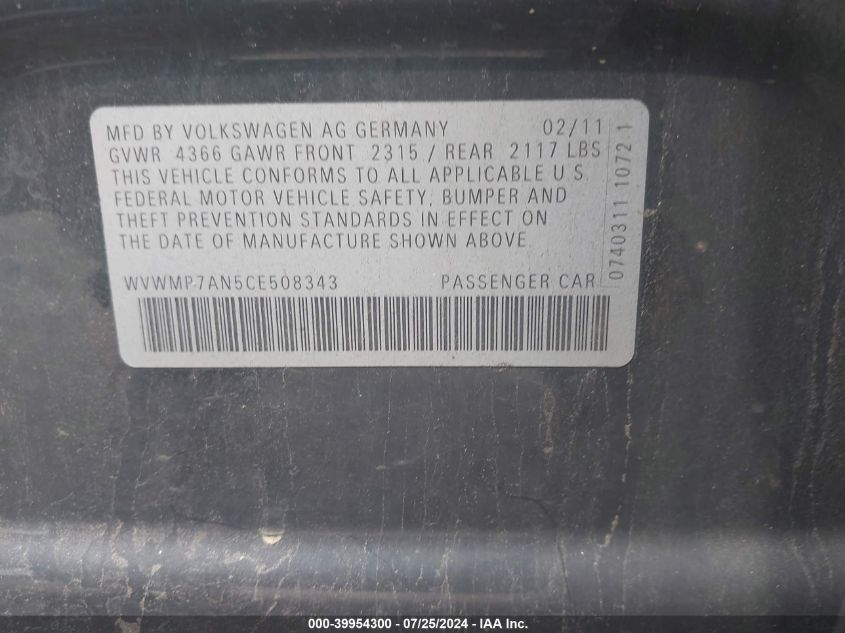 MFD BY VOLKSWAGEN AG GERMANY 02/11
GVWR 4366 GAWR FRONT 2315 / REAR 2117 LBS
THIS VEHICLE CONFORMS TO ALL APPLICABLE U.S.
FEDERAL MOTOR VEHICLE SAFETY, BUMPER AND
THEFT PREVENTION STANDARDS IN EFFECT ON
THE DATE OF MANUFACTURE SHOWN ABOVE.
WVWMP7AN5CE508343 PASSENGER CAR
0740311 1072.1
000-39954300 - 07/25/2024 - IAA Inc.